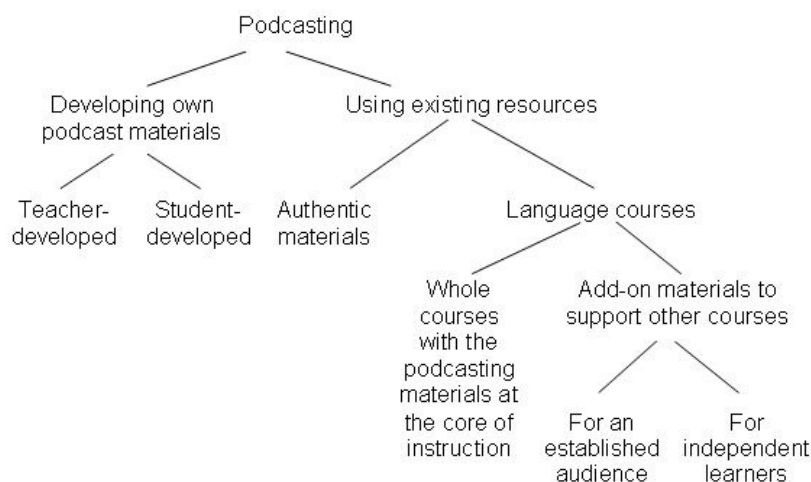 Podcasting
Developing own
podcast materials
Using existing resources
Teacher-
developed
Student-
developed
Authentic
materials
Language courses
Whole
courses
with the
podcasting
materials at
the core of
instruction
Add-on materials to
support other courses
For an
established
audience
For
independent
learners